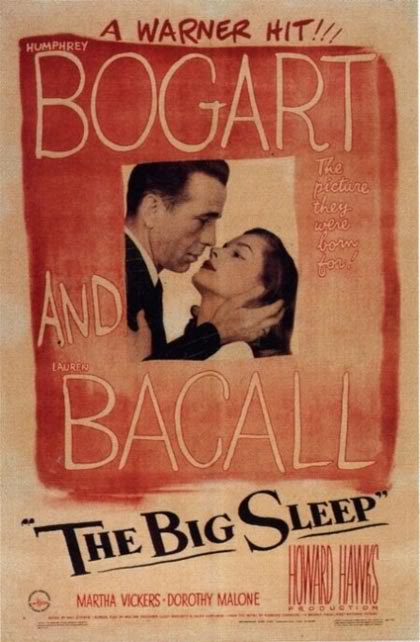 A WARNER HIT!!!
HUMPHREY
BOGART
The
picture
they
were
born
for!
AND
LAUREN
BACALL
"THE BIG SLEEP"
MARTHA VICKERS · DOROTHY MALONE
HOWARD HAWKS
PRODUCTION